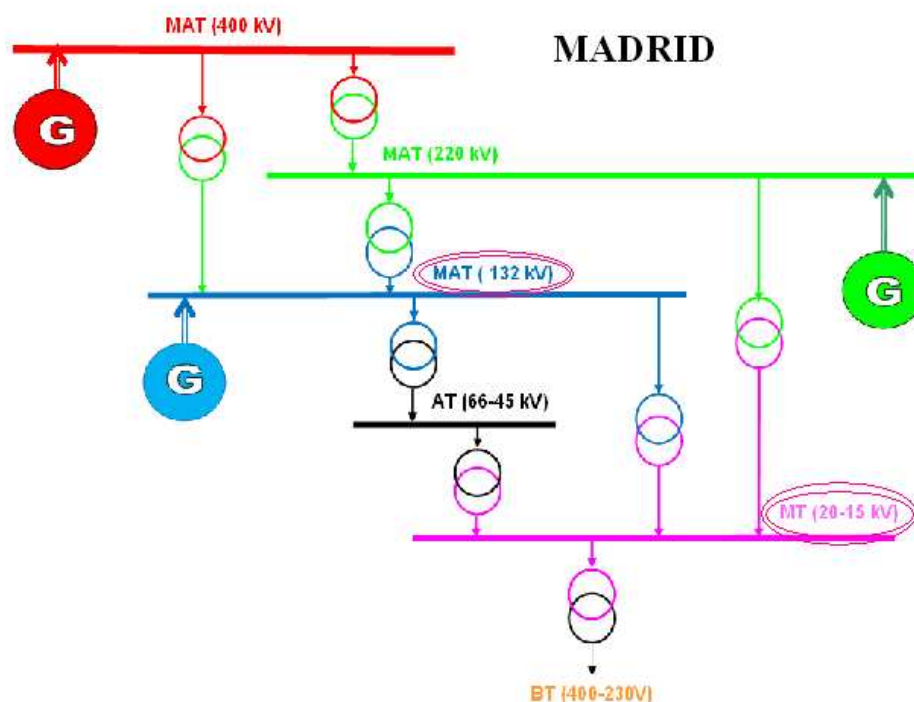 MAT (400 kV)
MADRID
G
MAT (220 kV)
MAT ( 132 kV)
G
G
AT (66-45 kV)
MT (20-15 kV)
BT (400-230V)